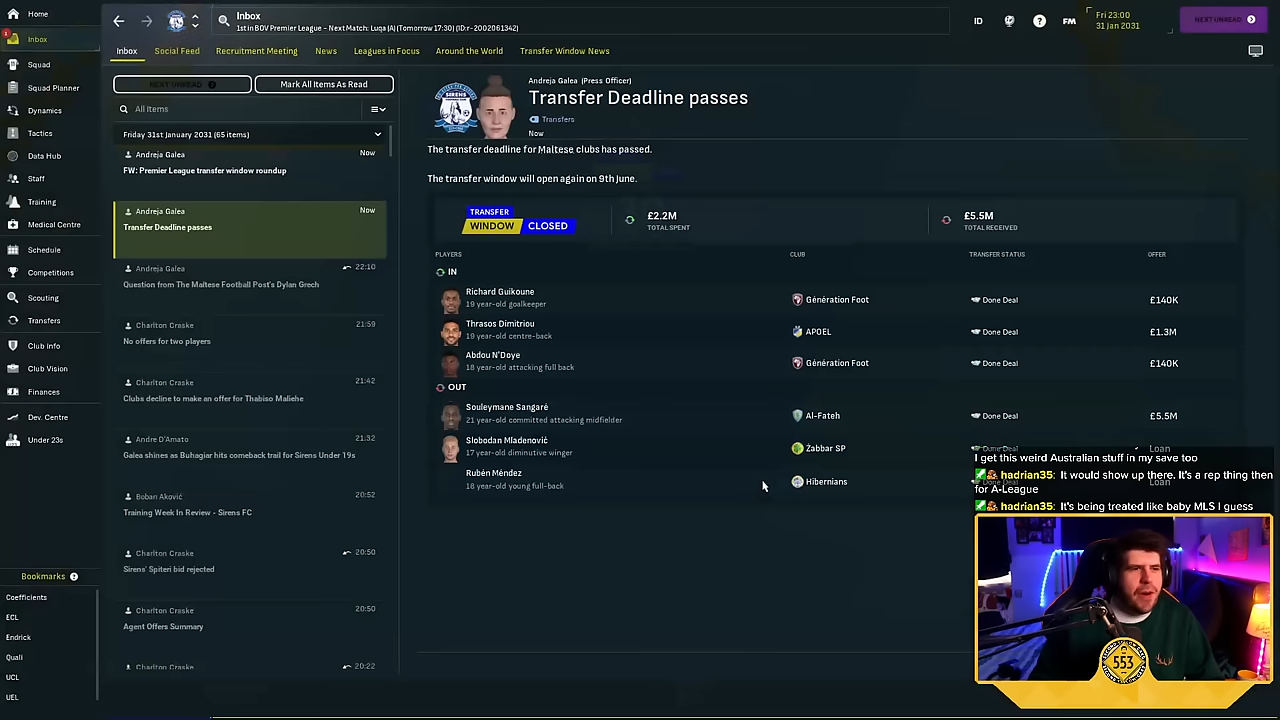 Home
Inbox
1st in BOV Premier League - Next Match: Luqa (A) (Tomorrow 17:30) (ID:r-2002061342)
ID
FM
Fri 23:00
31 Jan 2031
NEXT UNREAD
1
Inbox
Squad
Squad Planner
Dynamics
Tactics
Data Hub
Staff
Training
Medical Centre
Schedule
Competitions
Scouting
Transfers
Club Info
Club Vision
Finances
Dev. Centre
Under 23s
Bookmarks
Coefficients
ECL
Endrick
Quali
UCL
UEL
Inbox
Social Feed
Recruitment Meeting
News
Leagues in Focus
Around the World
Transfer Window News
NEXT UNREAD
Mark All Items As Read
All Items
Friday 31st January 2031 (65 items)
Andreja Galea Now
FW: Premier League transfer window roundup
Andreja Galea Now
Transfer Deadline passes
Andreja Galea 22:10
Question from The Maltese Football Post's Dylan Grech
Charlton Craske 21:59
No offers for two players
Charlton Craske 21:42
Clubs decline to make an offer for Thabiso Maliehe
Andre D'Amato 21:32
Galea shines as Buhagiar hits comeback trail for Sirens Under 19s
Boban Aković 20:52
Training Week In Review - Sirens FC
Charlton Craske 20:50
Sirens' Spiteri bid rejected
Charlton Craske 20:50
Agent Offers Summary
Charlton Craske 20:22
SIRENS
Andreja Galea (Press Officer)
Transfer Deadline passes
Transfers
Now
The transfer deadline for Maltese clubs has passed.
The transfer window will open again on 9th June.
TRANSFER
WINDOW CLOSED
£2.2M
TOTAL SPENT
£5.5M
TOTAL RECEIVED
PLAYERS CLUB TRANSFER STATUS OFFER
IN
Richard Guikoune
19 year-old goalkeeper
Génération Foot Done Deal £140K
Thrasos Dimitriou
19 year-old centre-back
APOEL Done Deal £1.3M
Abdou N'Doye
18 year-old attacking full back
Génération Foot Done Deal £140K
OUT
Souleymane Sangaré
21 year-old committed attacking midfielder
Al-Fateh Done Deal £5.5M
Slobodan Mladenović
17 year-old diminutive winger
Zabbar SP Done Deal Loan
Rubén Méndez
18 year-old young full-back
Hibernians Done Deal Loan
I get this weird Australian stuff in my save too
hadrian35: It would show up there. It's a rep thing then
for A-League
hadrian35: It's being treated like baby MLS I guess
553